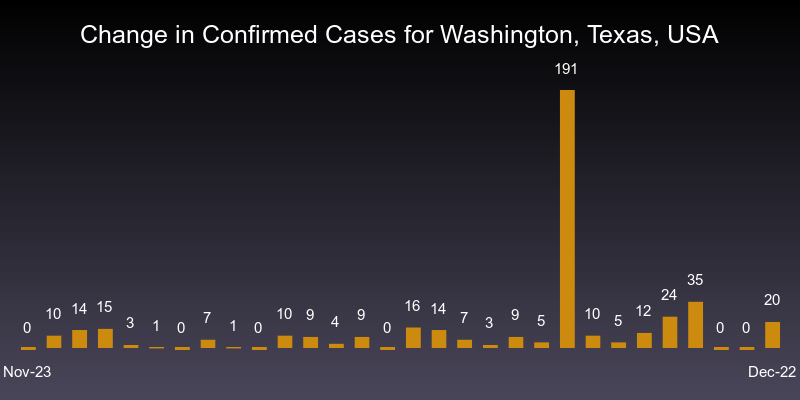 Change in Confirmed Cases for Washington, Texas, USA
191
0 10 14 15 3 1 0 7 1 0 10 9 4 9 0 16 14 7 3 9 5 10 5 12 24 35 0 0 20
Nov-23 Dec-22